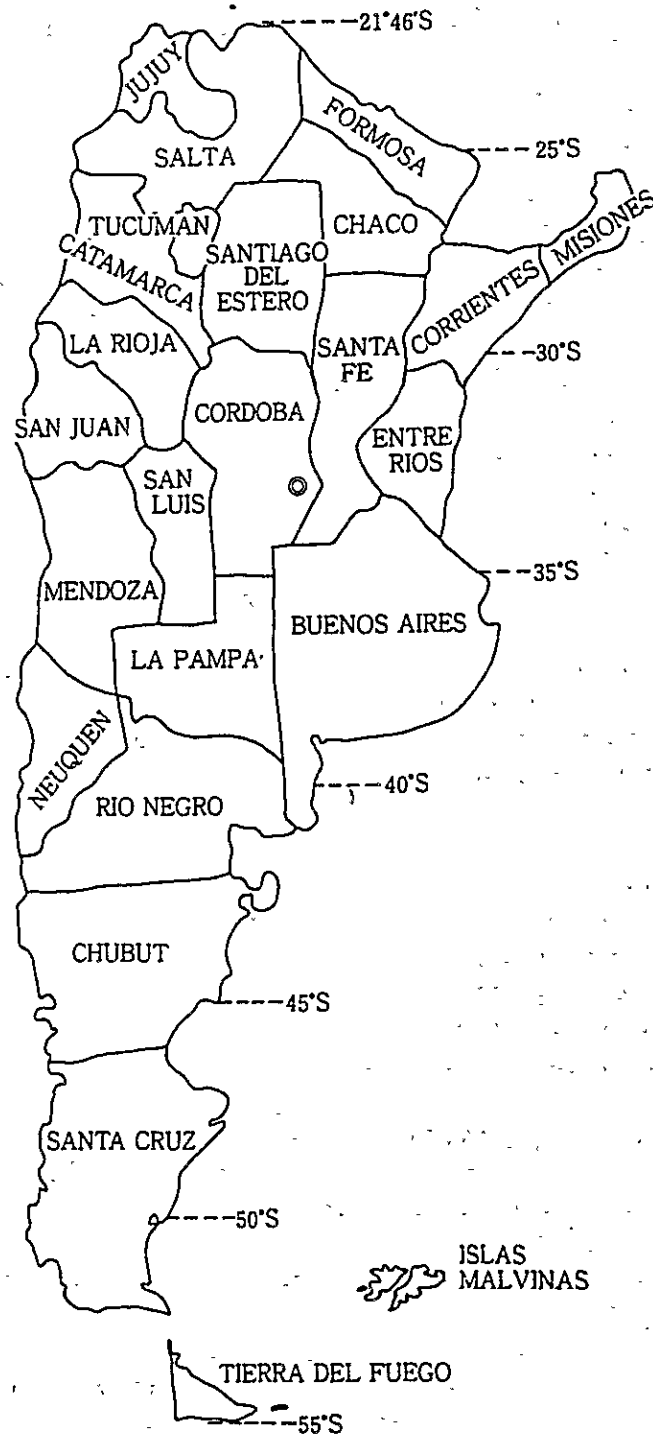 21°46'S
JUJUY
FORMOSA
25°S
SALTA
TUCUMAN
CHACO
MISIONES
CATAMARCA
SANTIAGO
DEL
ESTERO
CORRIENTES
LA RIOJA
SANTA
FE
30°S
SAN JUAN
CORDOBA
ENTRE
RIOS
SAN
LUIS
35°S
MENDOZA
BUENOS AIRES
LA PAMPA
NEUQUEN
40°S
RIO NEGRO
CHUBUT
45°S
SANTA CRUZ
50°S
ISLAS
MALVINAS
TIERRA DEL FUEGO
55°S